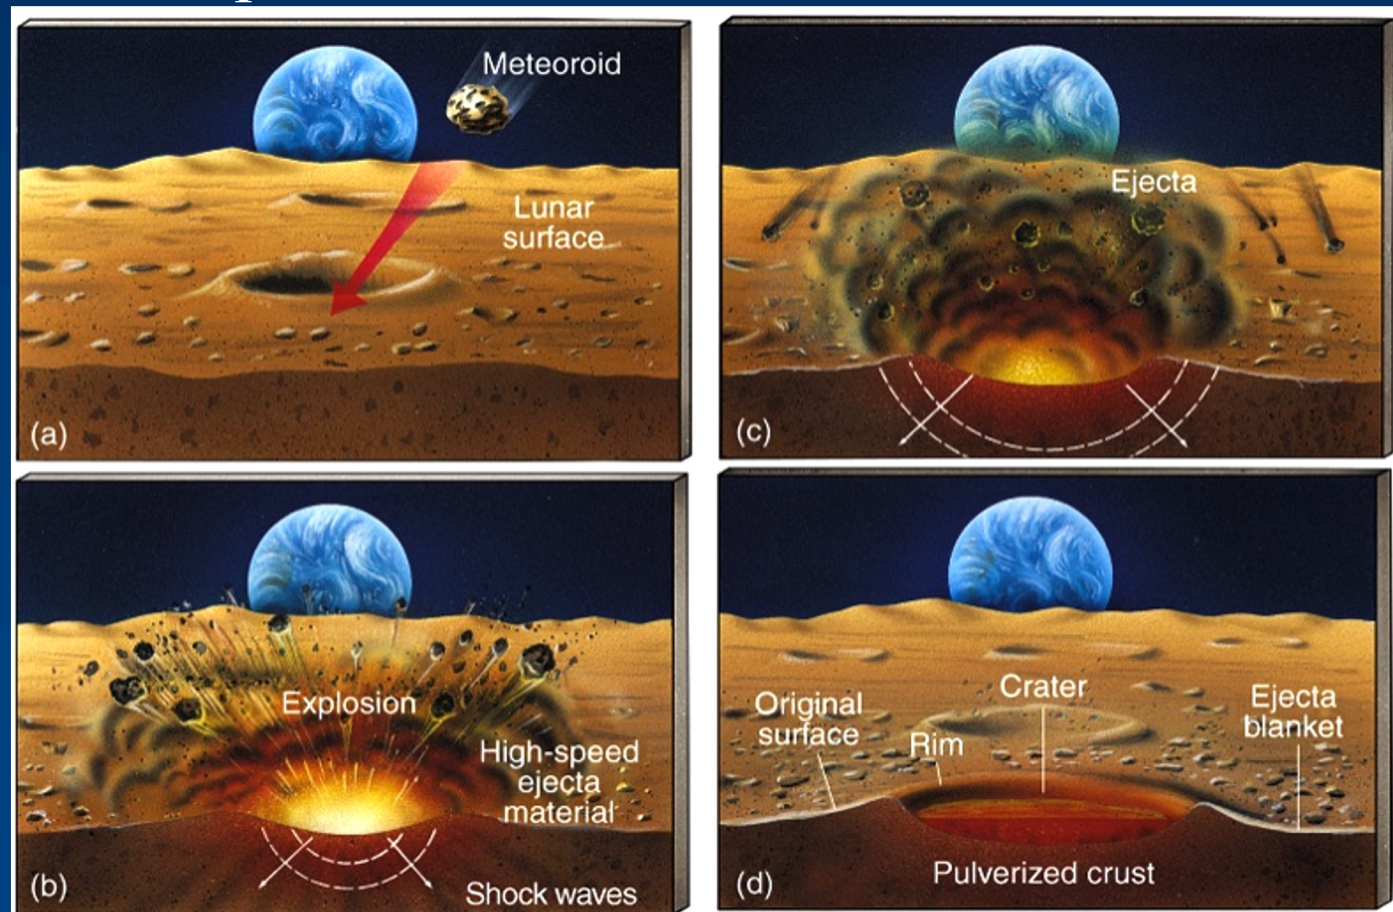 Meteoroid
Lunar
surface
(a)
Ejecta
(c)
Explosion
High-speed
ejecta
material
Shock waves
(b)
Original
surface
Rim
Crater
Ejecta
blanket
Pulverized crust
(d)